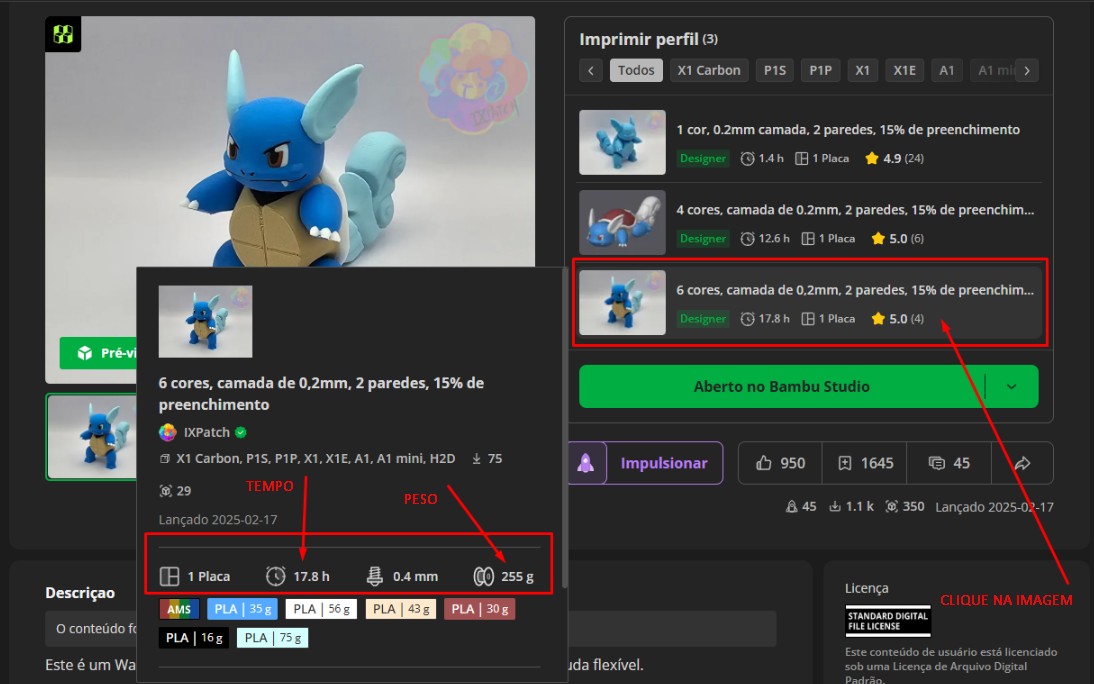 IXPatch
Pré-vi
Imprimir perfil (3)
Todos
X1 Carbon
P1S
P1P
X1
X1E
A1
A1 mi
1 cor, 0.2mm camada, 2 paredes, 15% de preenchimento
Designer 1.4 h 1 Placa 4.9 (24)
4 cores, camada de 0.2mm, 2 paredes, 15% de preenchim...
Designer 12.6 h 1 Placa 5.0 (6)
6 cores, camada de 0,2mm, 2 paredes, 15% de preenchim...
Designer 17.8 h 1 Placa 5.0 (4)
Aberto no Bambu Studio
Impulsionar
950
1645
45
45 1.1 k 350 Lançado 2025-02-17
6 cores, camada de 0,2mm, 2 paredes, 15% de
preenchimento
IXPatch
X1 Carbon, P1S, P1P, X1, X1E, A1, A1 mini, H2D 75
29
TEMPO
PESO
Lançado 2025-02-17
1 Placa 17.8 h 0.4 mm 255 g
AMS PLA | 35 g PLA | 56 g PLA | 43 g PLA | 30 g
PLA | 16 g PLA | 75 g
Descriçao
O conteúdo fo
Este é um Wa
uda flexível.
Licença
CLIQUE NA IMAGEM
STANDARD DIGITAL
FILE LICENSE
Este conteúdo de usuário está licenciado
sob uma Licença de Arquivo Digital
Padrão.